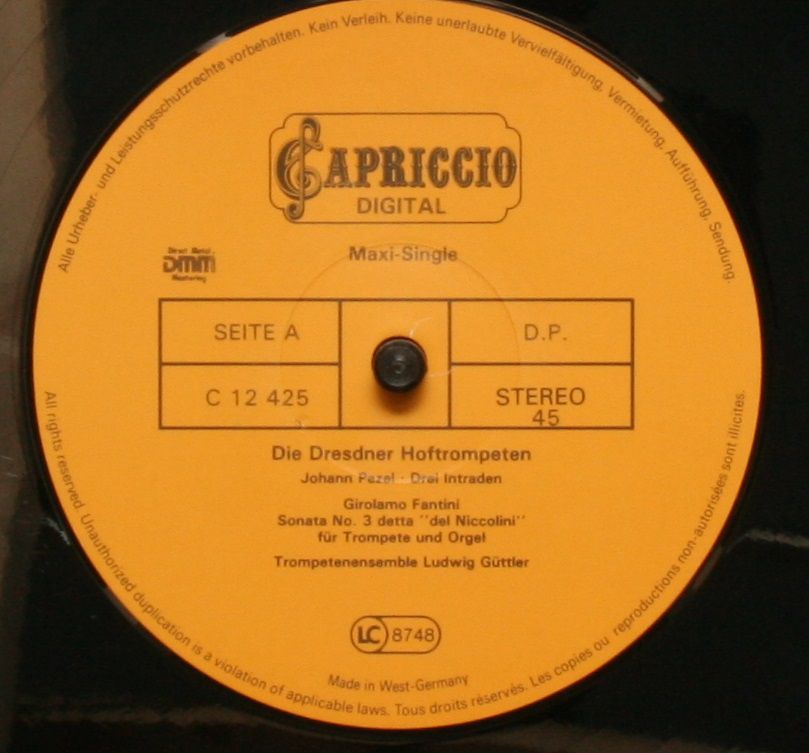 Alle Urheber- und Leistungsschutzrechte vorbehalten. Kein Verleih. Keine unerlaubte Vervielfältigung, Vermietung, Aufführung, Sendung.
CAPRICCIO
DIGITAL
Maxi-Single
Direct Metal
DMM
Mastering
SEITE A
D.P.
C 12 425
STEREO
45
Die Dresdner Hoftrompeten
Johann Pezel · Drei Intraden
Girolamo Fantini
Sonata No. 3 detta "del Niccolini"
für Trompete und Orgel
Trompetenensemble Ludwig Güttler
LC 8748
Made in West-Germany
All rights reserved. Unauthorized duplication is a violation of applicable laws. Tous droits réservés. Les copies ou reproductions non-autorisées sont illicites.